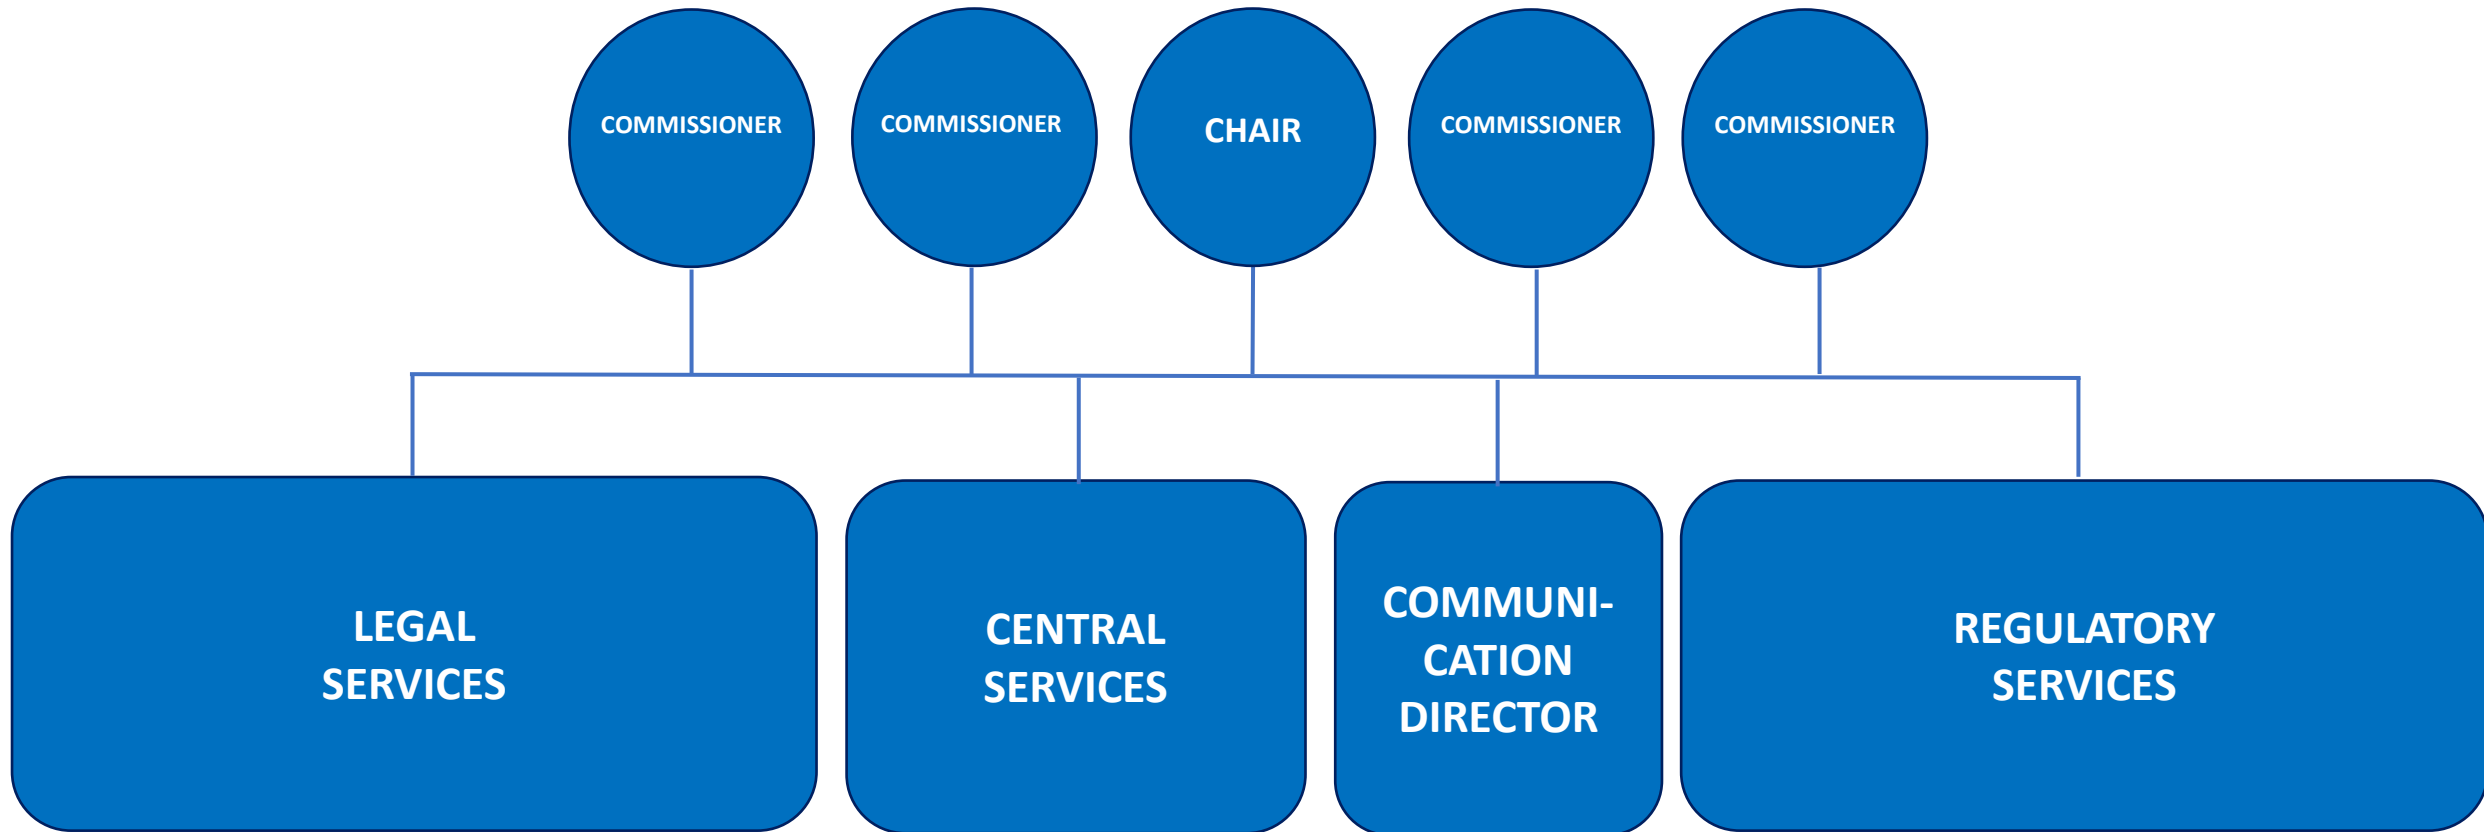 COMMISSIONER
COMMISSIONER
CHAIR
COMMISSIONER
COMMISSIONER
LEGAL
SERVICES
CENTRAL
SERVICES
COMMUNI-
CATION
DIRECTOR
REGULATORY
SERVICES